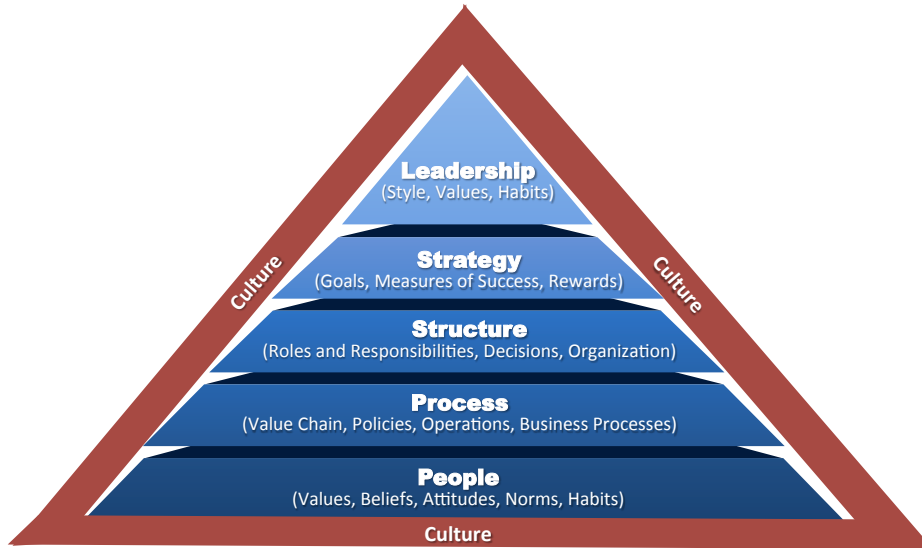 Leadership
(Style, Values, Habits)
Culture
Culture
Strategy
(Goals, Measures of Success, Rewards)
Structure
(Roles and Responsibilities, Decisions, Organization)
Process
(Value Chain, Policies, Operations, Business Processes)
People
(Values, Beliefs, Attitudes, Norms, Habits)
Culture